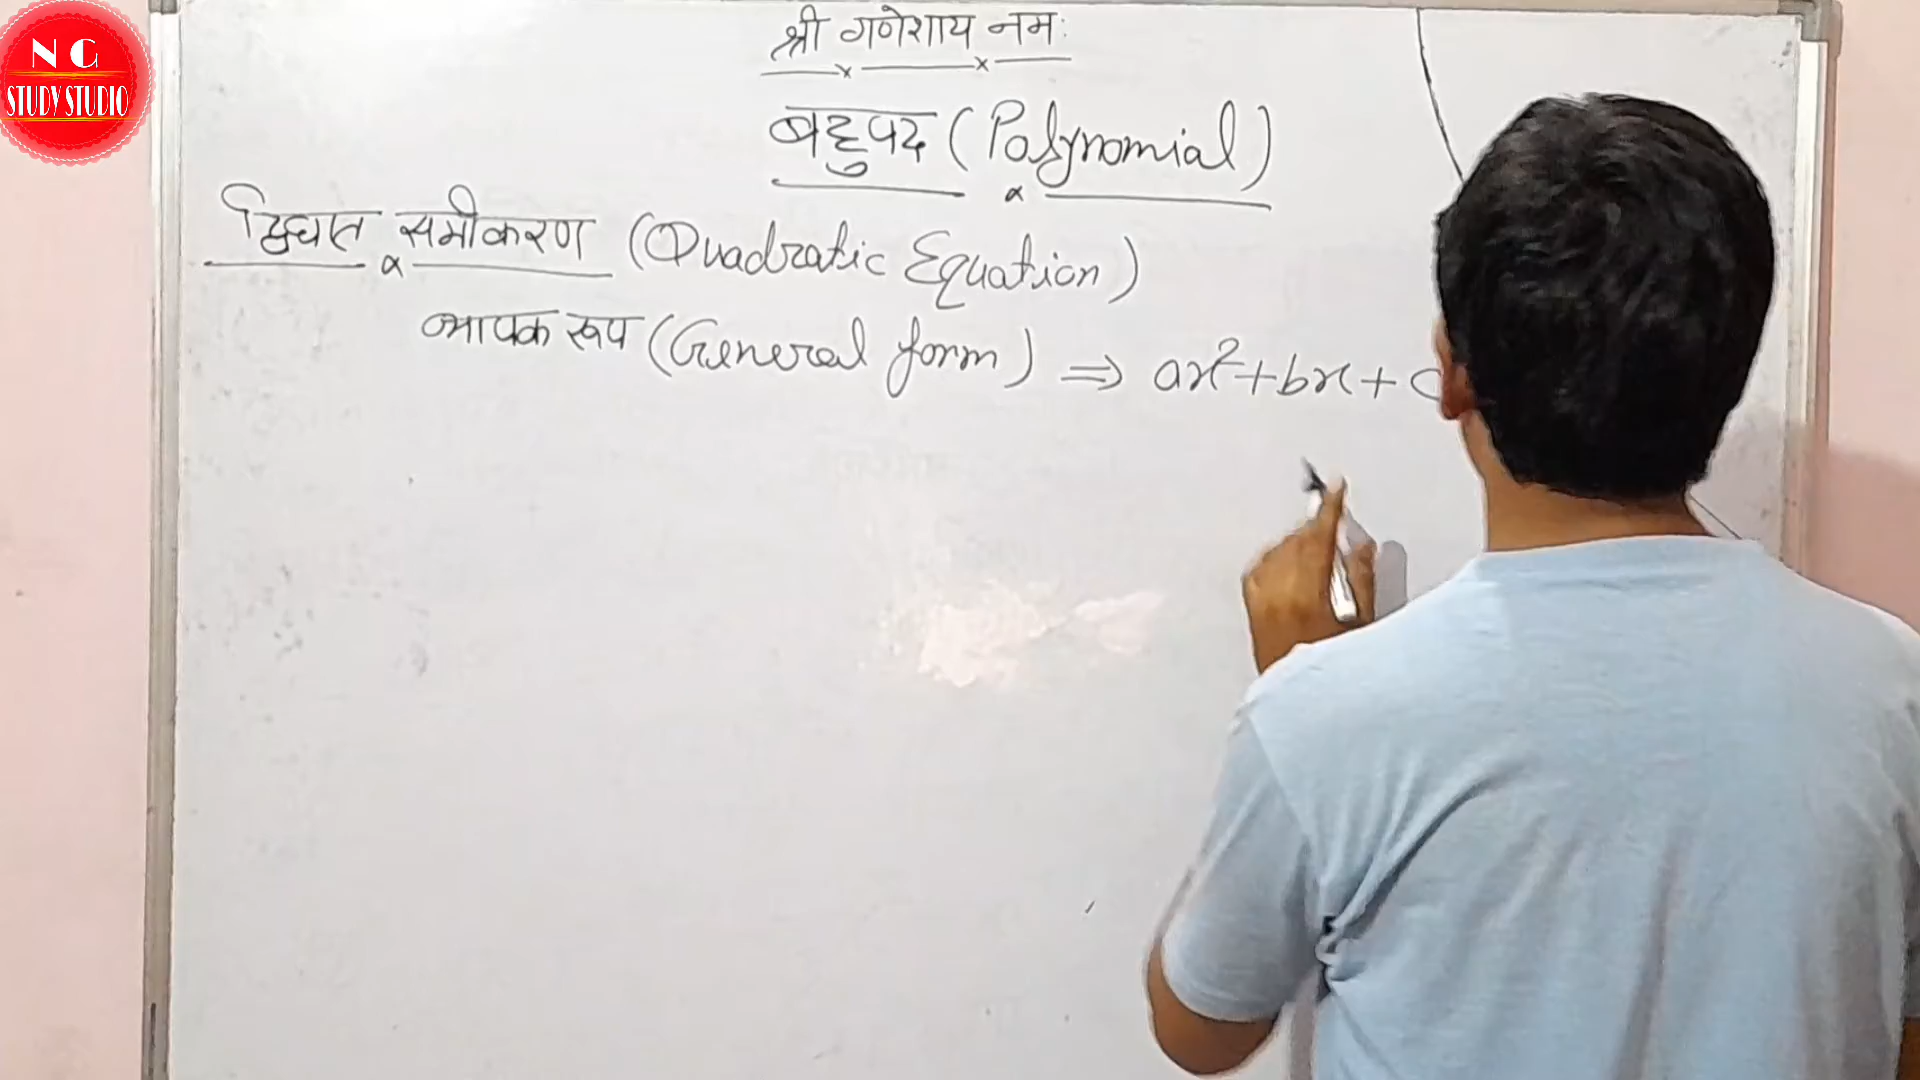 N G
STUDY STUDIO
श्री गणेशाय नमः
बहुपद (Polynomial)
द्विघात समीकरण (Quadratic Equation)
व्यापक रूप (General form) ⇒ ax²+bx+c